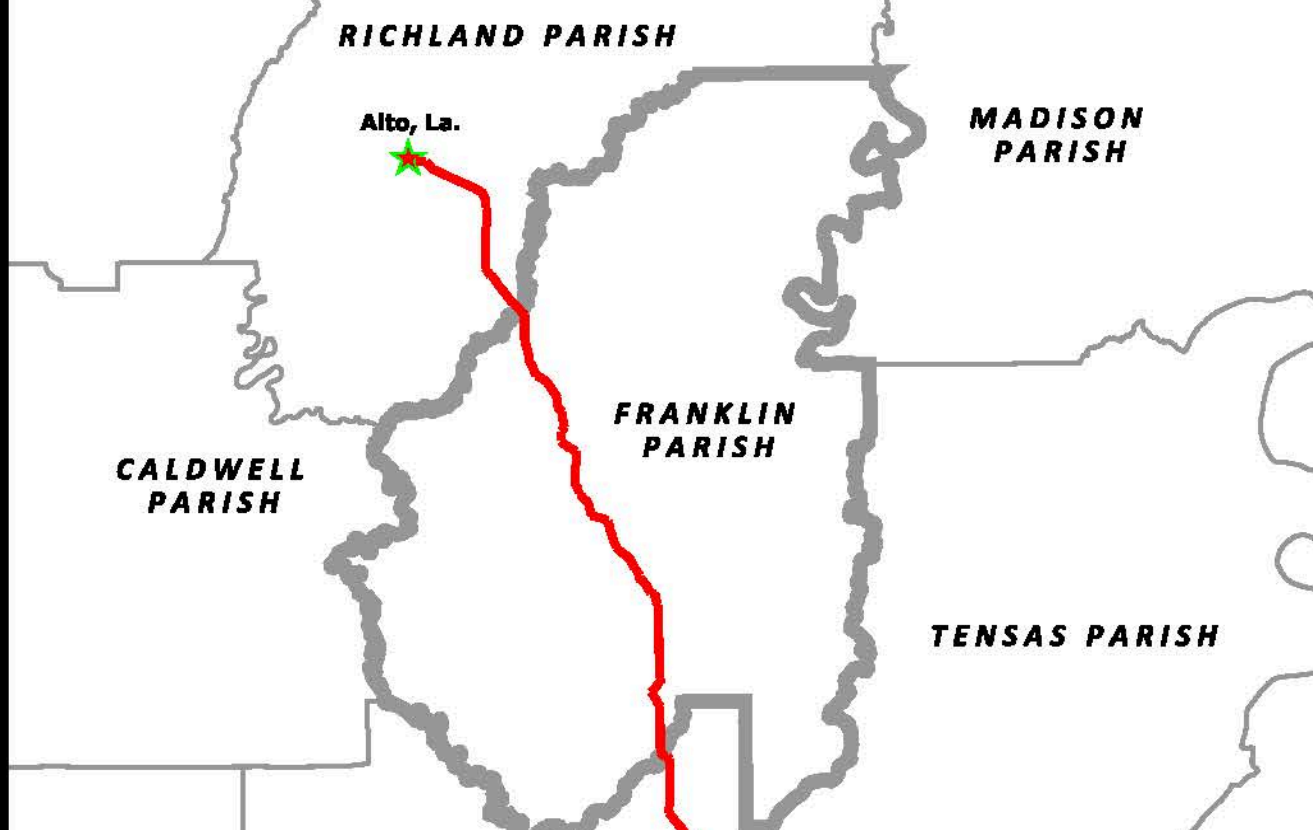 RICHLAND PARISH
Alto, La.
MADISON
PARISH
FRANKLIN
PARISH
CALDWELL
PARISH
TENSAS PARISH